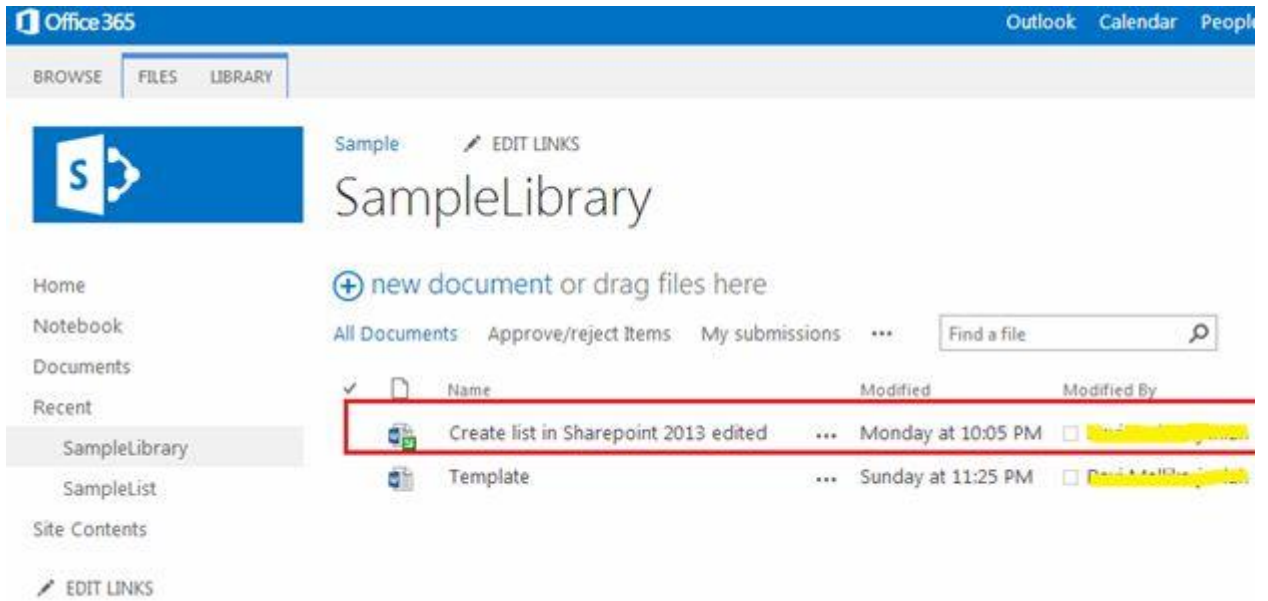 Office 365 Outlook Calendar People
BROWSE FILES LIBRARY
S
Sample EDIT LINKS
SampleLibrary
Home
Notebook
Documents
Recent
SampleLibrary
SampleList
Site Contents
EDIT LINKS
new document or drag files here
All Documents Approve/reject Items My submissions ... Find a file
Name Modified Modified By
Create list in Sharepoint 2013 edited ... Monday at 10:05 PM
Template ... Sunday at 11:25 PM